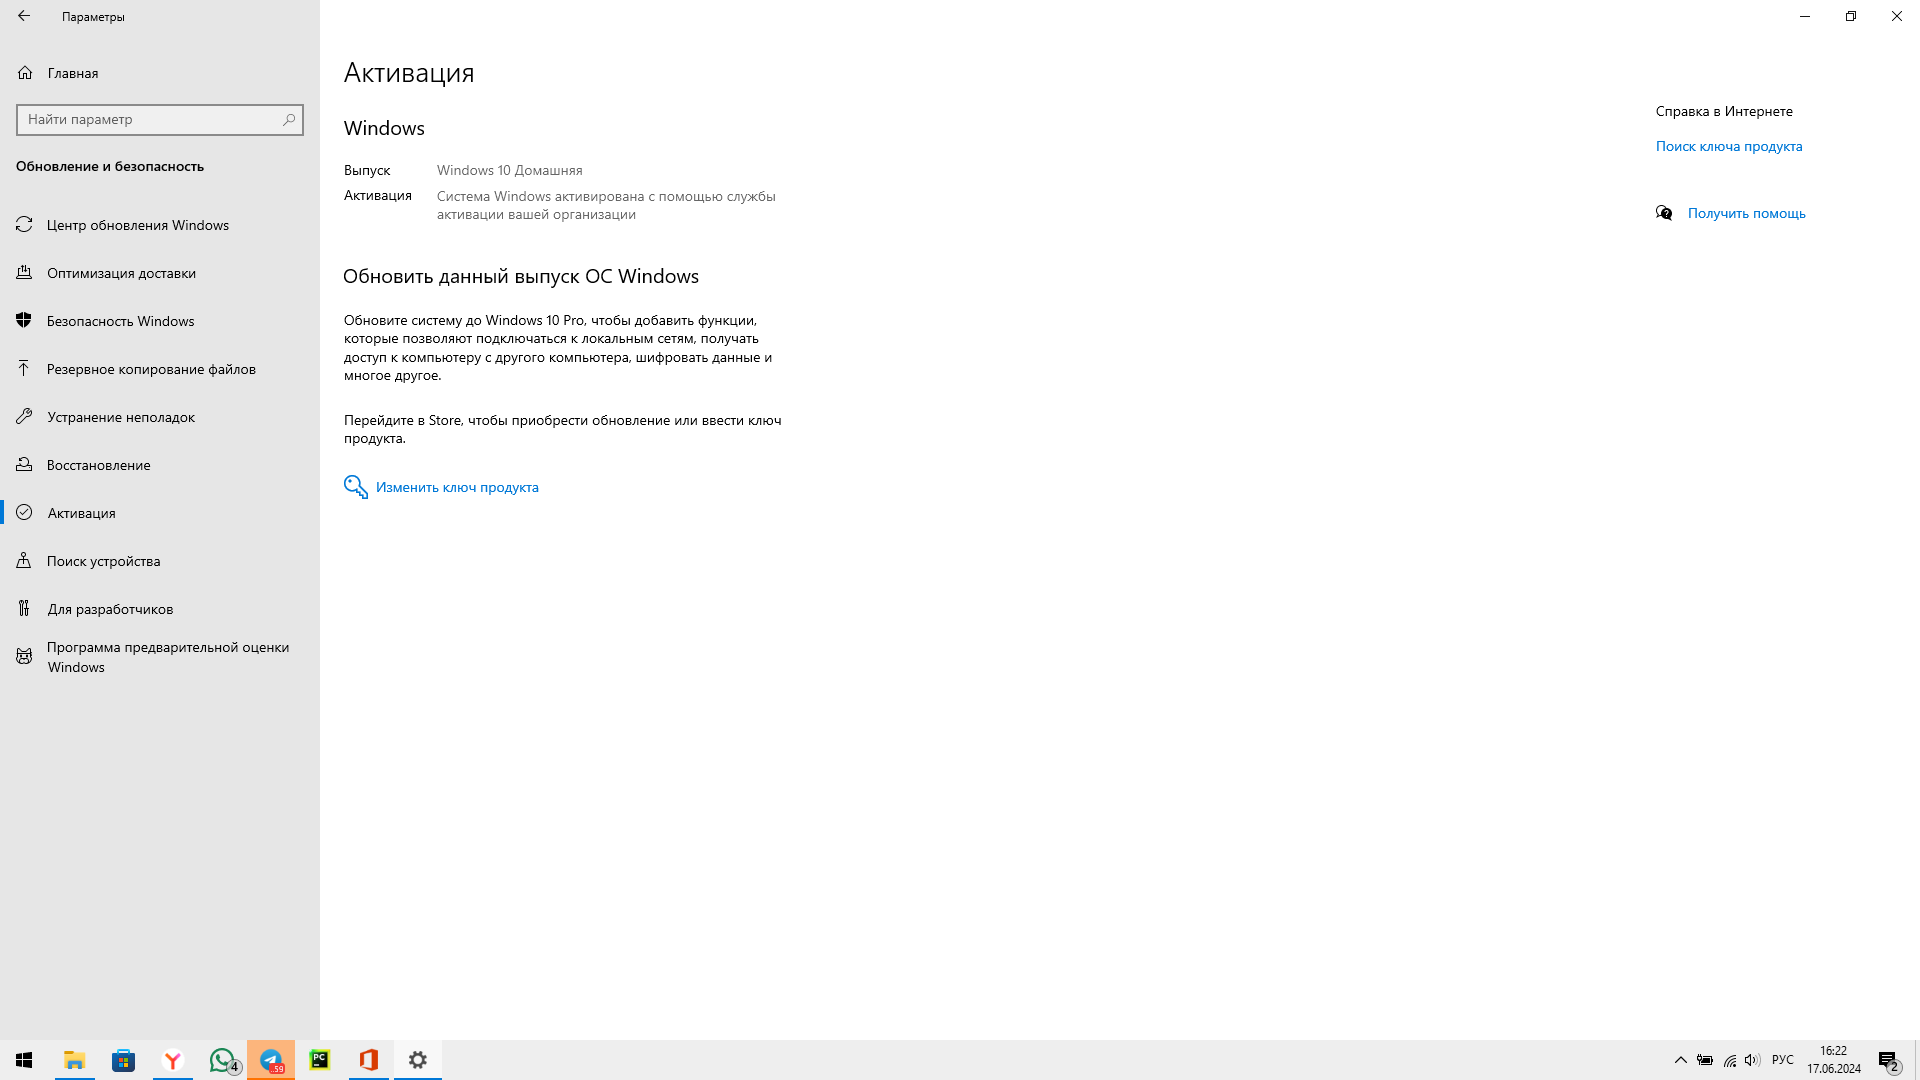 Параметры
Главная
Найти параметр
Обновление и безопасность
Центр обновления Windows
Оптимизация доставки
Безопасность Windows
Резервное копирование файлов
Устранение неполадок
Восстановление
Активация
Поиск устройства
Для разработчиков
Программа предварительной оценки
Windows
Активация
Windows
Выпуск Windows 10 Домашняя
Активация Система Windows активирована с помощью службы
активации вашей организации
Обновить данный выпуск ОС Windows
Обновите систему до Windows 10 Pro, чтобы добавить функции,
которые позволяют подключаться к локальным сетям, получать
доступ к компьютеру с другого компьютера, шифровать данные и
многое другое.
Перейдите в Store, чтобы приобрести обновление или ввести ключ
продукта.
Изменить ключ продукта
Справка в Интернете
Поиск ключа продукта
Получить помощь
4
..59
PC
РУС
16:22
17.06.2024
2